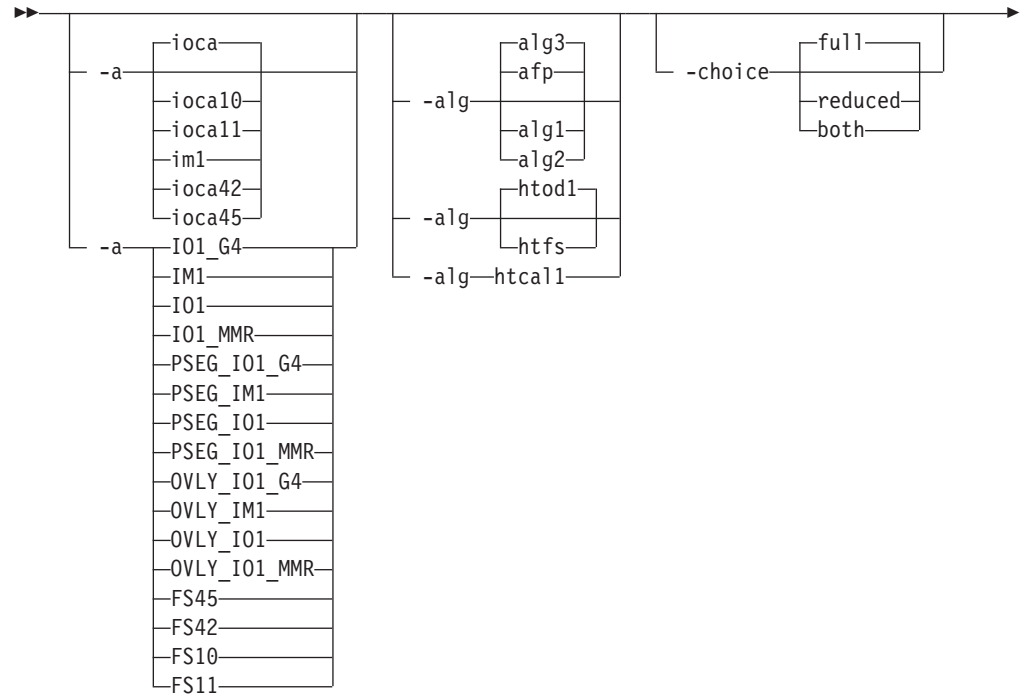 ioca
-a
ioca10
ioca11
im1
ioca42
ioca45
-a IO1_G4
IM1
IO1
IO1_MMR
PSEG_IO1_G4
PSEG_IM1
PSEG_IO1
PSEG_IO1_MMR
OVLY_IO1_G4
OVLY_IM1
OVLY_IO1
OVLY_IO1_MMR
FS45
FS42
FS10
FS11
alg3
afp
-alg
alg1
alg2
htod1
-alg
htfs
-alg htcal1
full
-choice
reduced
both